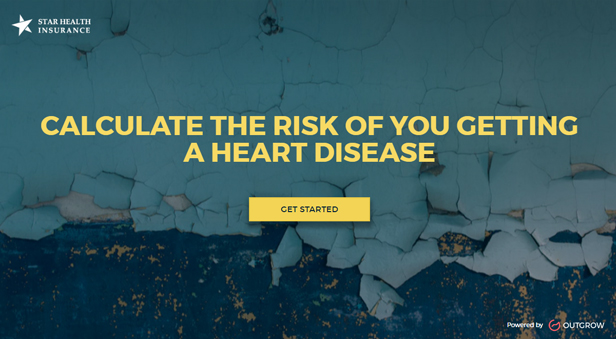 STAR HEALTH
INSURANCE
CALCULATE THE RISK OF YOU GETTING
A HEART DISEASE
GET STARTED
Powered by OUTGROW